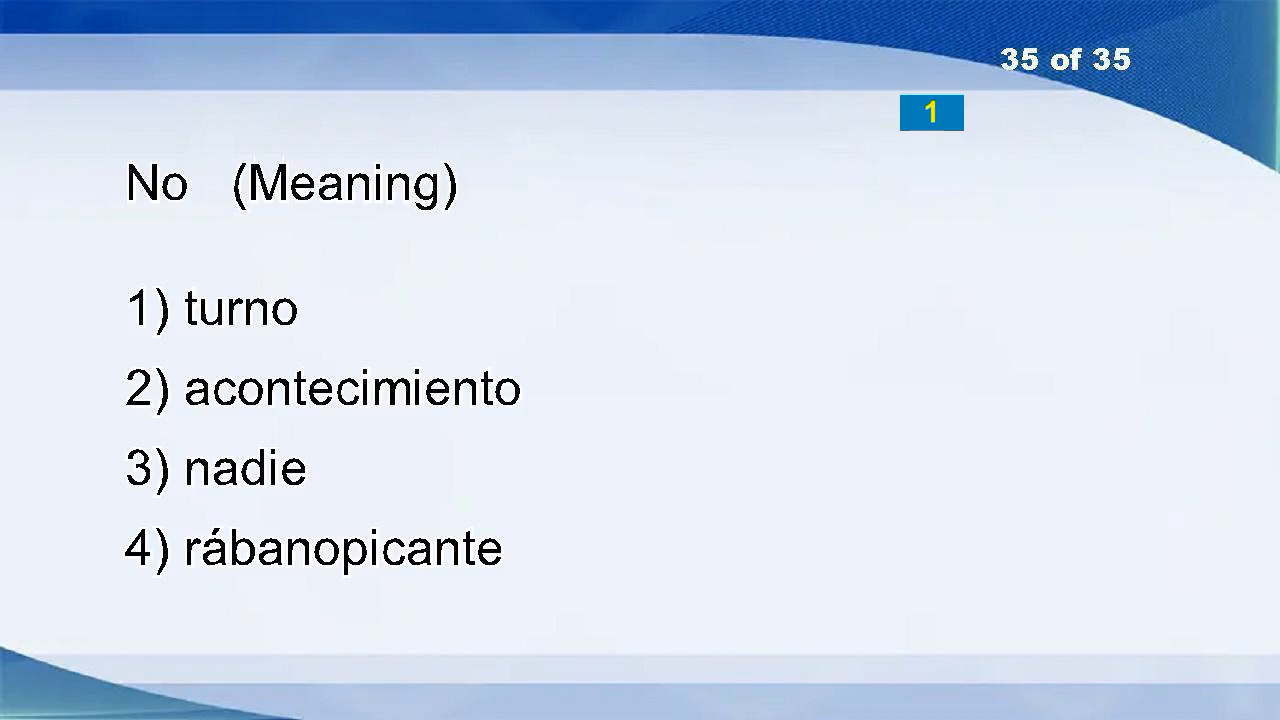 35 of 35
1
No (Meaning)
1) turno
2) acontecimiento
3) nadie
4) rábanopicante